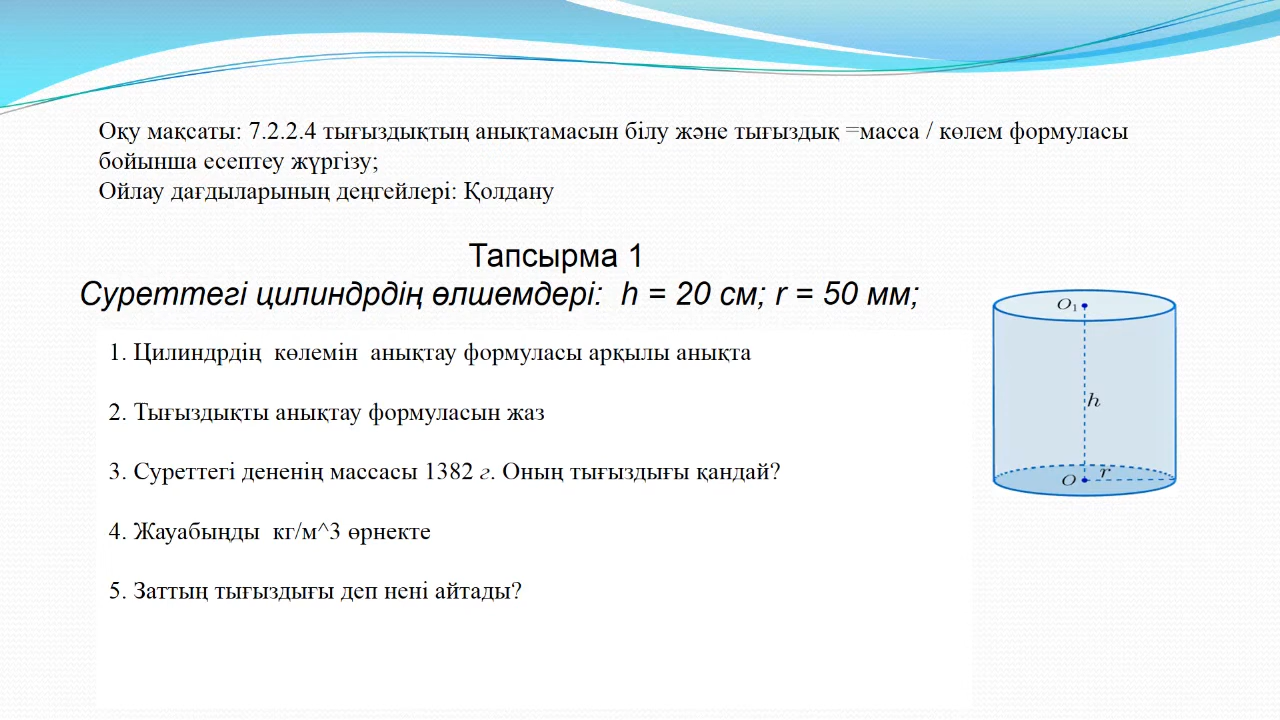 Оқу мақсаты: 7.2.2.4 тығыздықтың анықтамасын білу және тығыздық =масса / көлем формуласы
бойынша есептеу жүргізу;
Ойлау дағдыларының деңгейлері: Қолдану
Тапсырма 1
Суреттегі цилиндрдің өлшемдері:  h = 20 см; r = 50 мм;
1. Цилиндрдің  көлемін  анықтау формуласы арқылы анықта
2. Тығыздықты анықтау формуласын жаз
3. Суреттегі дененің массасы 1382 г. Оның тығыздығы қандай?
4. Жауабыңды  кг/м^3 өрнекте
5. Заттың тығыздығы деп нені айтады?
O₁
h
O r